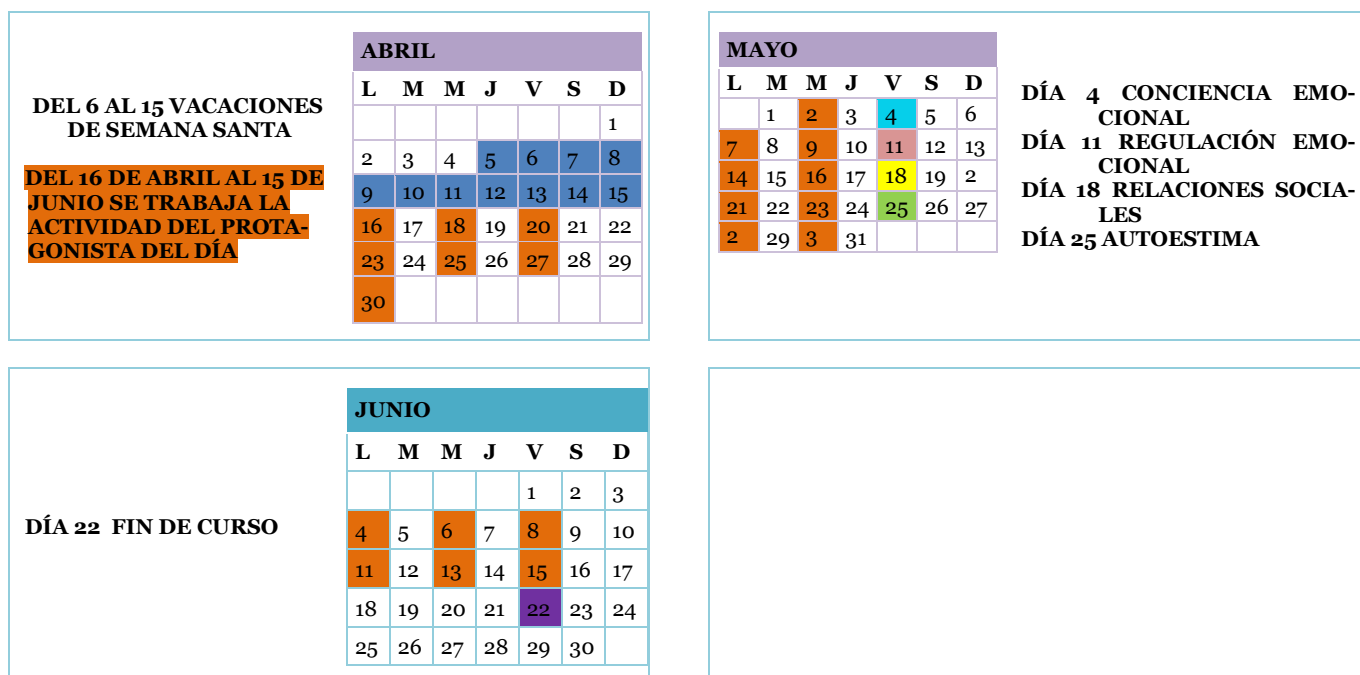 DEL 6 AL 15 VACACIONES
DE SEMANA SANTA
DEL 16 DE ABRIL AL 15 DE
JUNIO SE TRABAJA LA
ACTIVIDAD DEL PROTA-
GONISTA DEL DÍA
ABRIL
L M M J V S D
1
2 3 4 5 6 7 8
9 10 11 12 13 14 15
16 17 18 19 20 21 22
23 24 25 26 27 28 29
30
MAYO
L M M J V S D
1 2 3 4 5 6
7 8 9 10 11 12 13
14 15 16 17 18 19 2
21 22 23 24 25 26 27
2 29 3 31
DÍA 4 CONCIENCIA EMO-
CIONAL
DÍA 11 REGULACIÓN EMO-
CIONAL
DÍA 18 RELACIONES SOCIA-
LES
DÍA 25 AUTOESTIMA
DÍA 22 FIN DE CURSO
JUNIO
L M M J V S D
1 2 3
4 5 6 7 8 9 10
11 12 13 14 15 16 17
18 19 20 21 22 23 24
25 26 27 28 29 30